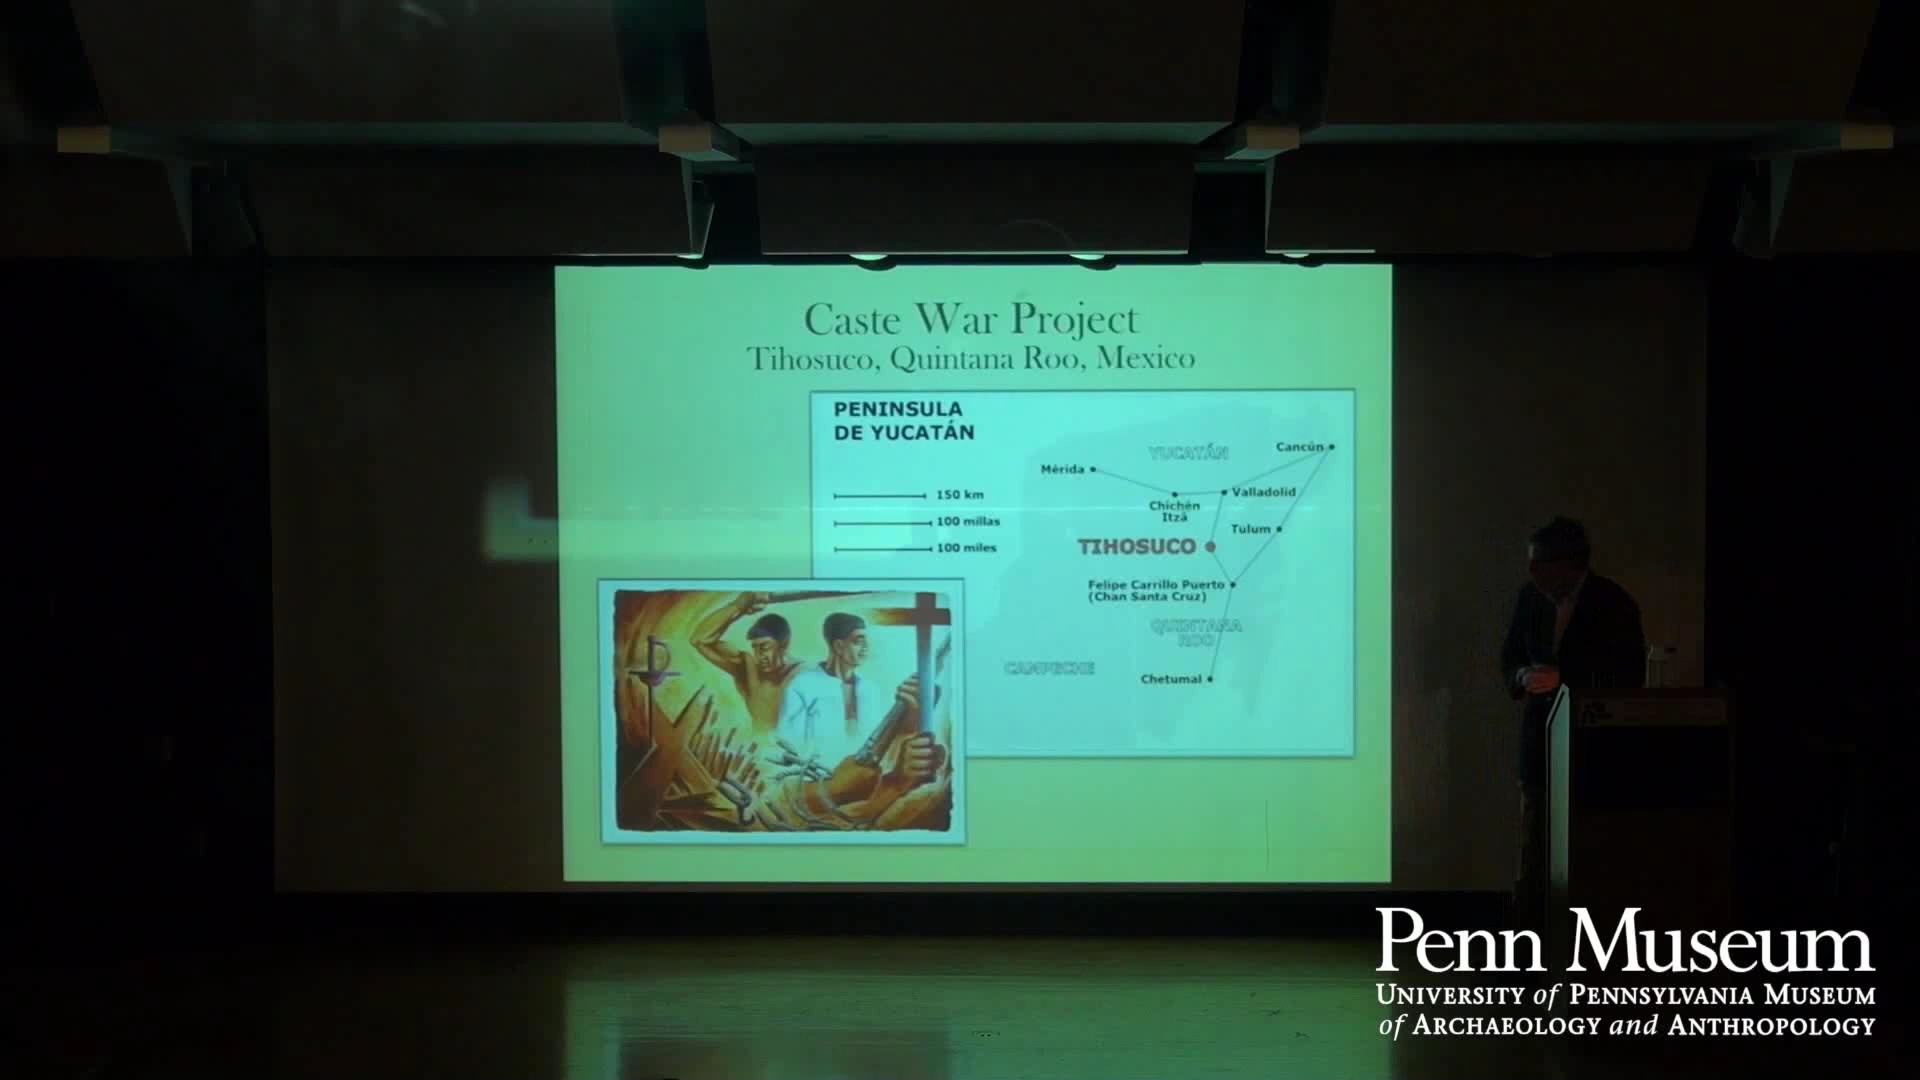 Caste War Project
Tihosuco, Quintana Roo, Mexico
PENINSULA
DE YUCATÁN
150 km
100 millas
100 miles
YUCATÁN
Cancún
Mérida
Valladolid
Chichén
Itzá
Tulum
TIHOSUCO
Felipe Carrillo Puerto
(Chan Santa Cruz)
QUINTANA
ROO
CAMPECHE
Chetumal
Penn Museum
UNIVERSITY of PENNSYLVANIA MUSEUM
of ARCHAEOLOGY and ANTHROPOLOGY